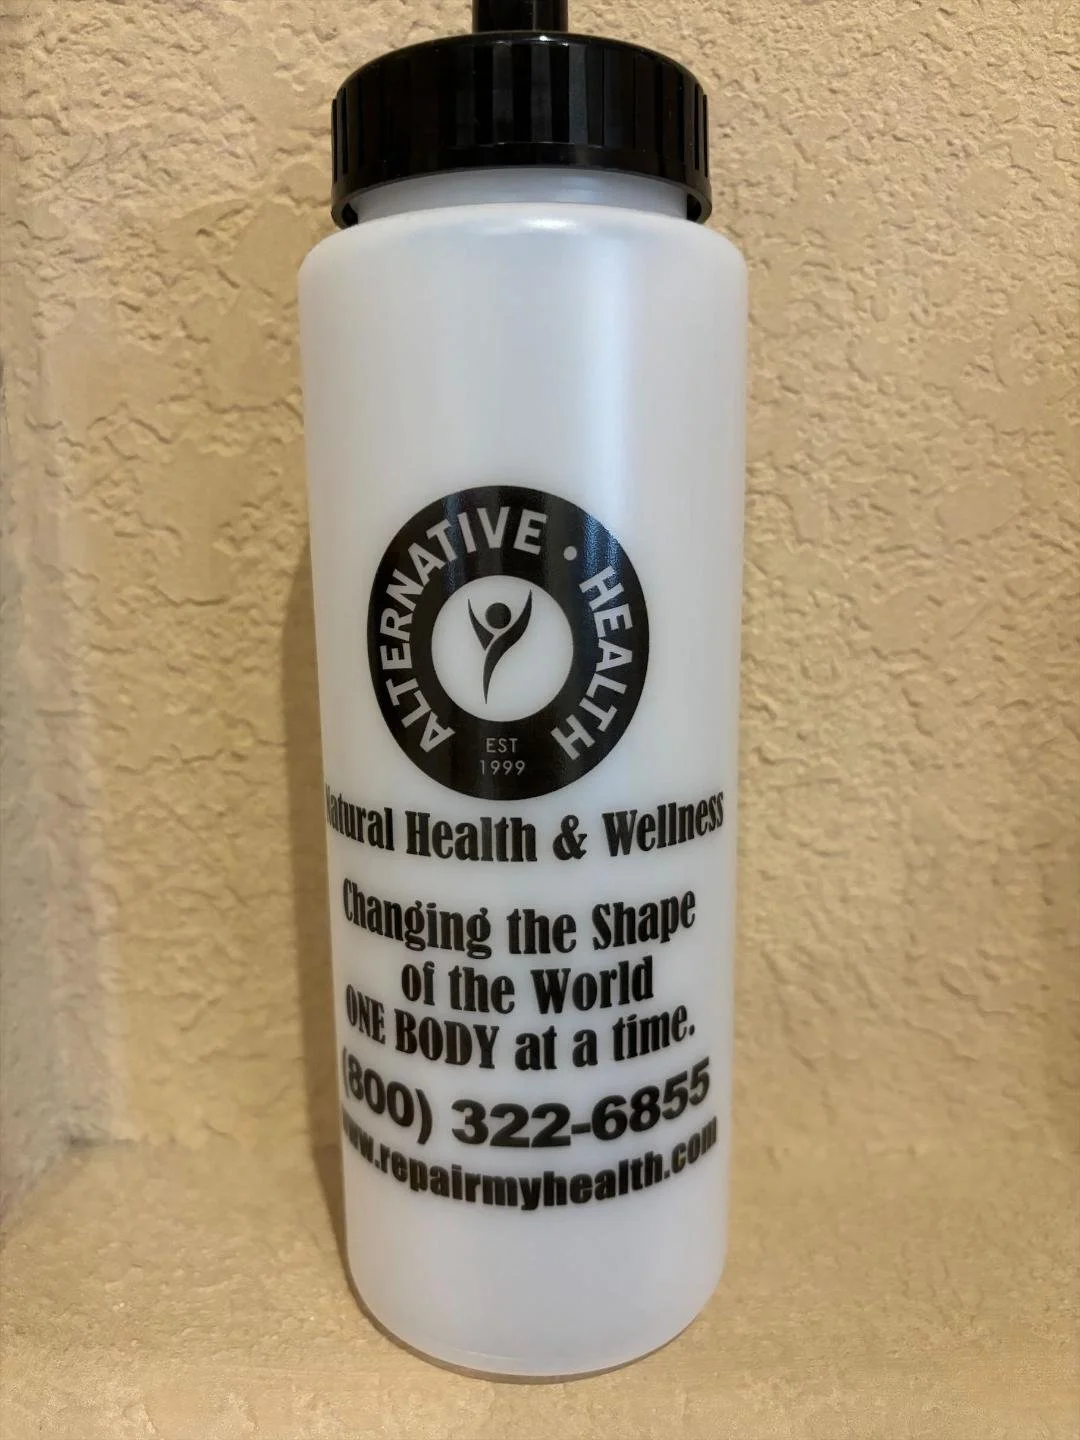 ALTERNATIVE • HEALTH
EST
1999
Natural Health & Wellness
Changing the Shape
of the World
ONE BODY at a time.
(800) 322-6855
www.repairmyhealth.com